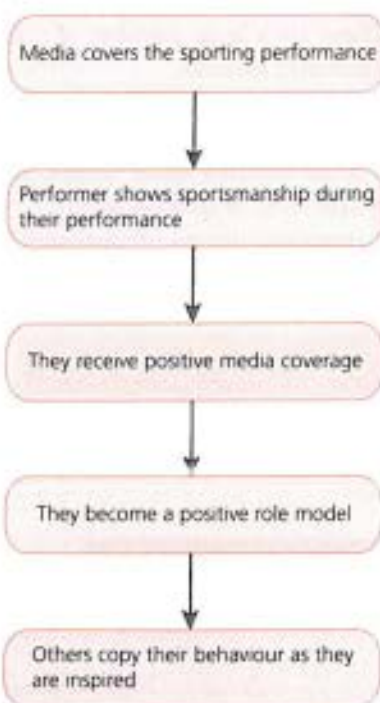 Media covers the sporting performance
Performer shows sportsmanship during
their performance
They receive positive media coverage
They become a positive role model
Others copy their behaviour as they
are inspired